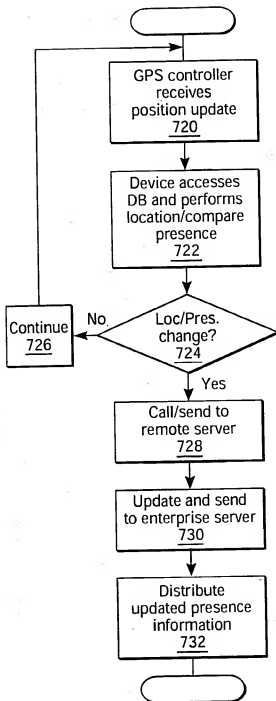 GPS controller
receives
position update
720
Device accesses
DB and performs
location/compare
presence
722
Loc/Pres.
change?
724
No
Continue
726
Yes
Call/send to
remote server
728
Update and send
to enterprise server
730
Distribute
updated presence
information
732